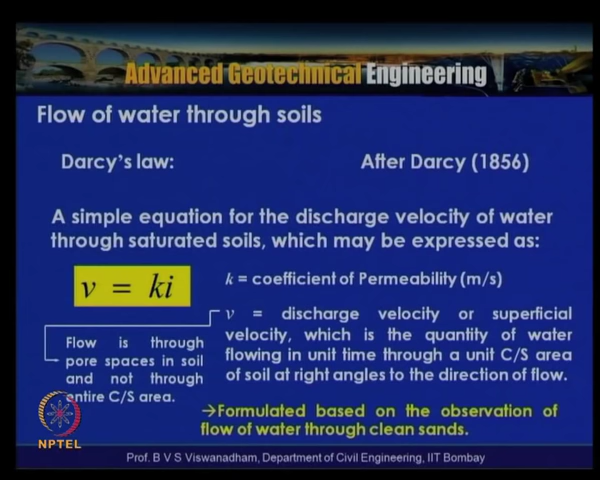 Advanced Geotechnical Engineering
Flow of water through soils
Darcy's law: After Darcy (1856)
A simple equation for the discharge velocity of water
through saturated soils, which may be expressed as:
v = ki
k = coefficient of Permeability (m/s)
v = discharge velocity or superficial
velocity, which is the quantity of water
flowing in unit time through a unit C/S area
of soil at right angles to the direction of flow.
Flow is through
pore spaces in soil
and not through
entire C/S area.
→Formulated based on the observation of
flow of water through clean sands.
NPTEL
Prof. B V S Viswanadham, Department of Civil Engineering, IIT Bombay